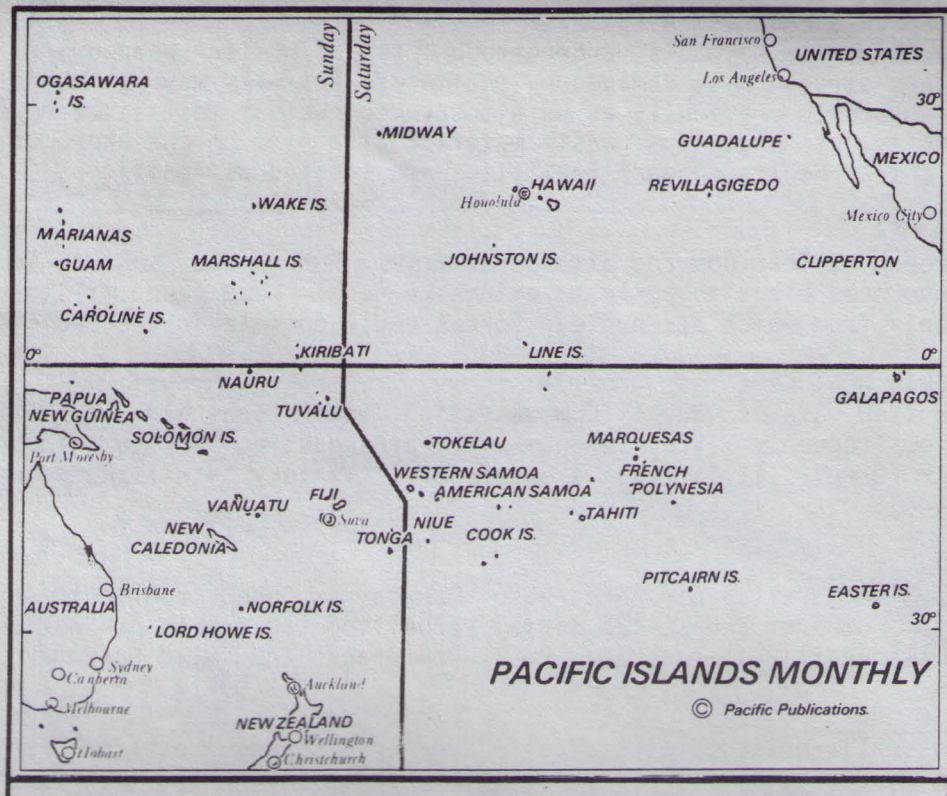 Sunday
Saturday
San Francisco
UNITED STATES
Los Angeles
OGASAWARA
IS.
30°
MIDWAY
GUADALUPE
MEXICO
HAWAII
REVILLAGIGEDO
Honolulu
WAKE IS.
Mexico City
MARIANAS
GUAM
MARSHALL IS.
JOHNSTON IS.
CLIPPERTON
CAROLINE IS.
0°
KIRIBATI
LINE IS.
0°
NAURU
PAPUA
NEW GUINEA
TUVALU
GALAPAGOS
SOLOMON IS.
Port Moresby
TOKELAU
MARQUESAS
WESTERN SAMOA
FRENCH
POLYNESIA
AMERICAN SAMOA
VANUATU
FIJI
Suva
TAHITI
NEW
CALEDONIA
TONGA
NIUE
COOK IS.
PITCAIRN IS.
Brisbane
EASTER IS.
AUSTRALIA
NORFOLK IS.
LORD HOWE IS.
30°
Sydney
Canberra
PACIFIC ISLANDS MONTHLY
Auckland
Melbourne
© Pacific Publications.
NEW ZEALAND
Wellington
Hobart
Christchurch